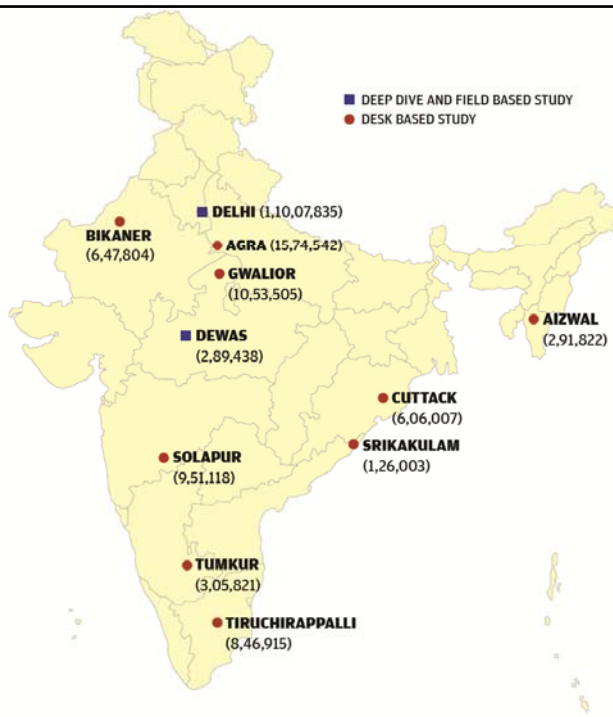 DEEP DIVE AND FIELD BASED STUDY
DESK BASED STUDY
DELHI (1,10,07,835)
BIKANER
(6,47,804)
AGRA (15,74,542)
GWALIOR
(10,53,505)
AIZWAL
(2,91,822)
DEWAS
(2,89,438)
CUTTACK
(6,06,007)
SRIKAKULAM
(1,26,003)
SOLAPUR
(9,51,118)
TUMKUR
(3,05,821)
TIRUCHIRAPPALLI
(8,46,915)